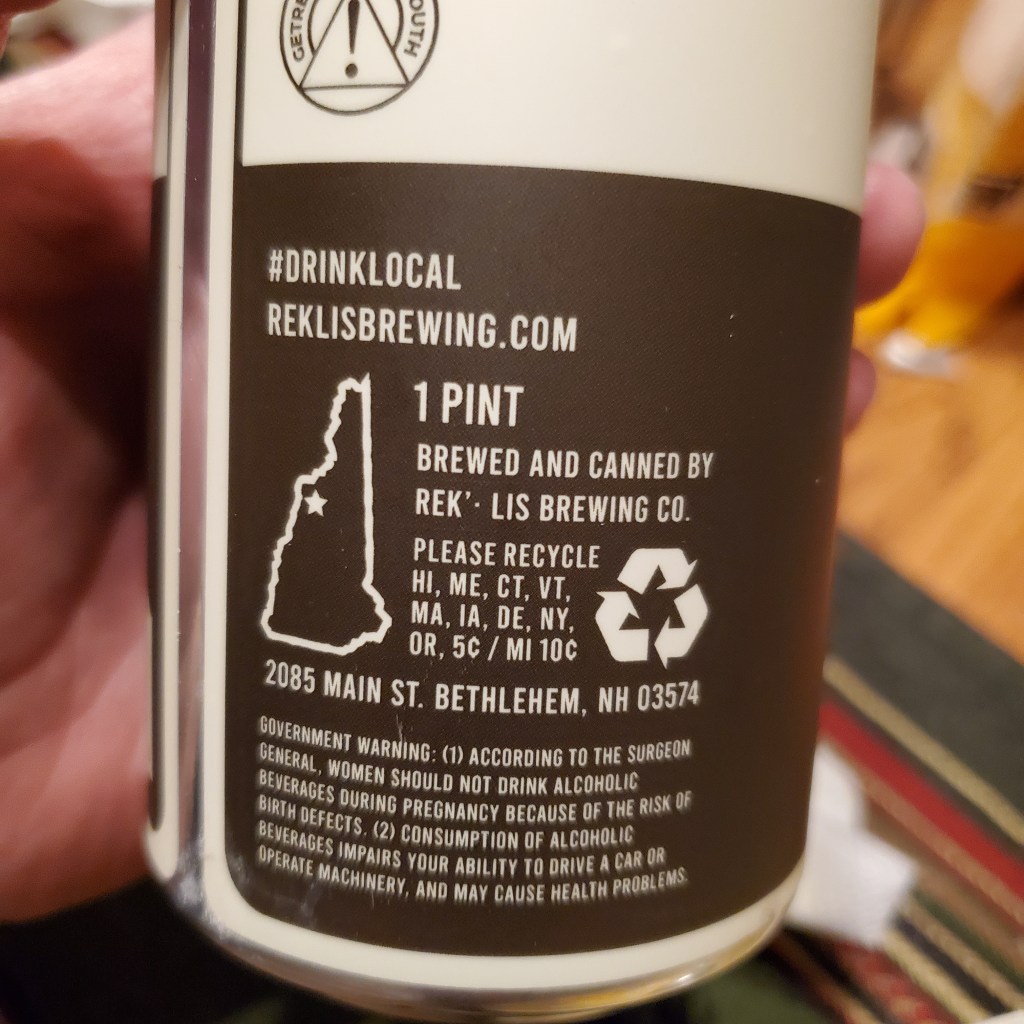 #DRINKLOCAL
REKLISBREWING.COM
1 PINT
BREWED AND CANNED BY
REK'· LIS BREWING CO.
PLEASE RECYCLE
HI, ME, CT, VT,
MA, IA, DE, NY,
OR, 5¢ / MI 10¢
2085 MAIN ST. BETHLEHEM, NH 03574
GOVERNMENT WARNING: (1) ACCORDING TO THE SURGEON
GENERAL, WOMEN SHOULD NOT DRINK ALCOHOLIC
BEVERAGES DURING PREGNANCY BECAUSE OF THE RISK OF
BIRTH DEFECTS. (2) CONSUMPTION OF ALCOHOLIC
BEVERAGES IMPAIRS YOUR ABILITY TO DRIVE A CAR OR
OPERATE MACHINERY, AND MAY CAUSE HEALTH PROBLEMS.